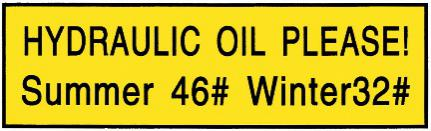 HYDRAULIC OIL PLEASE!
Summer 46# Winter32#